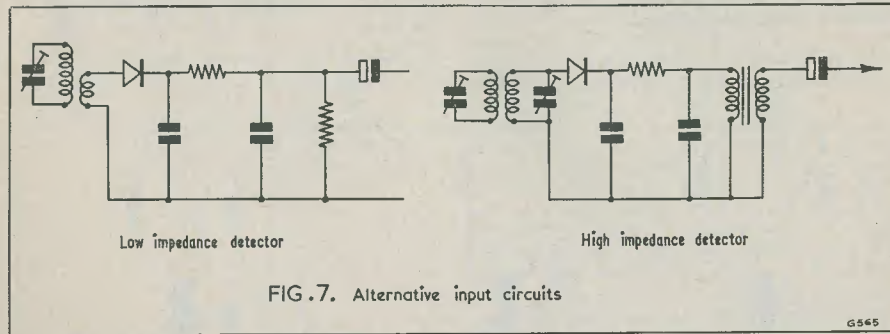 Low impedance detector
High impedance detector
FIG.7. Alternative input circuits
G565